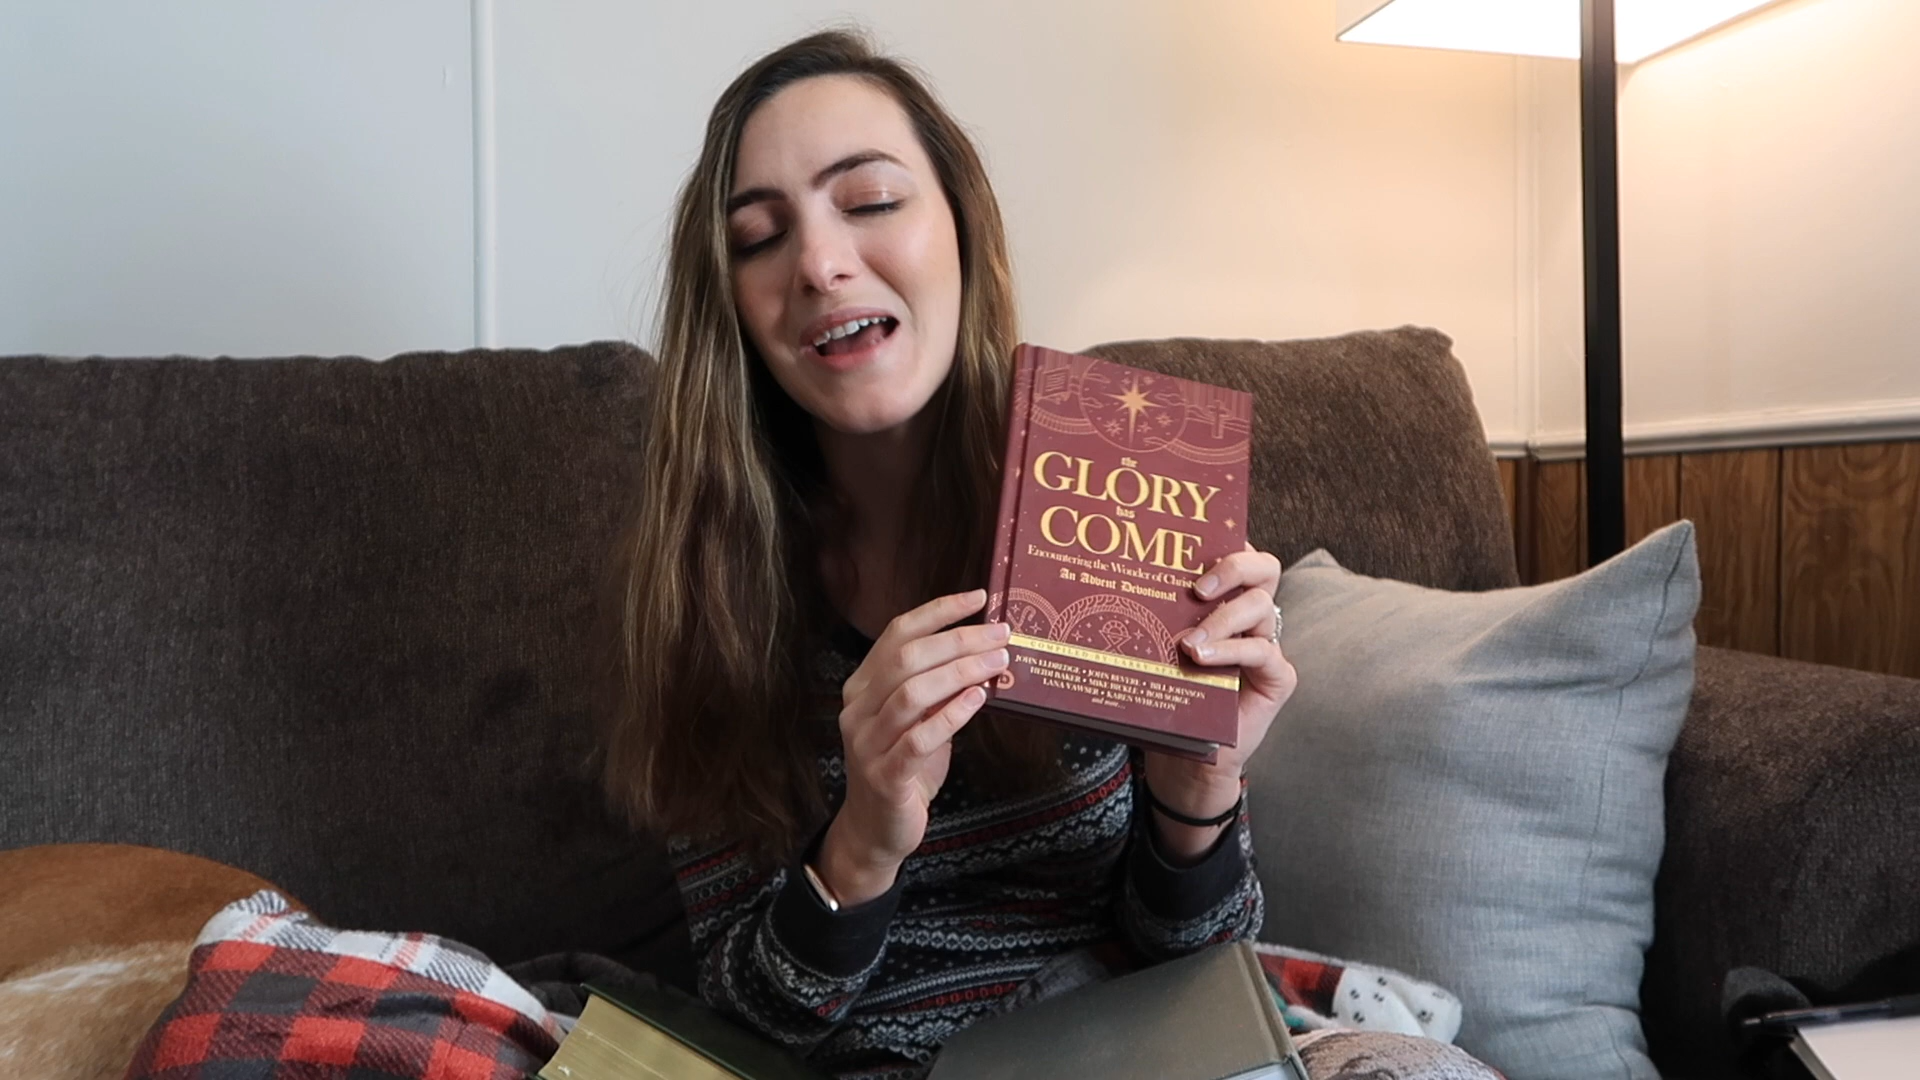 the
GLORY
has
COME
Encountering the Wonder of Christ
An Advent Devotional
COMPILED BY LARRY
JOHN ELDREDGE • JOHN BEVERE • BILL JOHNSON
HEIDI BAKER • MIKE BICKLE • BOB SORGE
LANA VAWSER • KAREN WHEATON
and more...